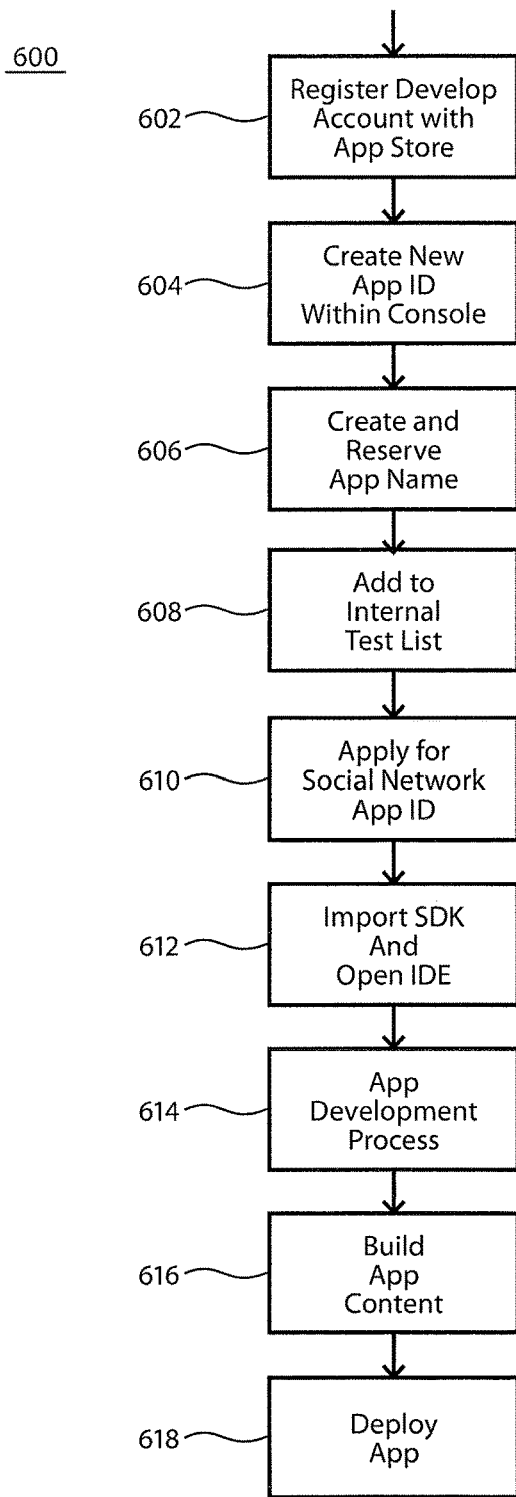 600
602
Register Develop
Account with
App Store
604
Create New
App ID
Within Console
606
Create and
Reserve
App Name
608
Add to
Internal
Test List
610
Apply for
Social Network
App ID
612
Import SDK
And
Open IDE
614
App
Development
Process
616
Build
App
Content
618
Deploy
App